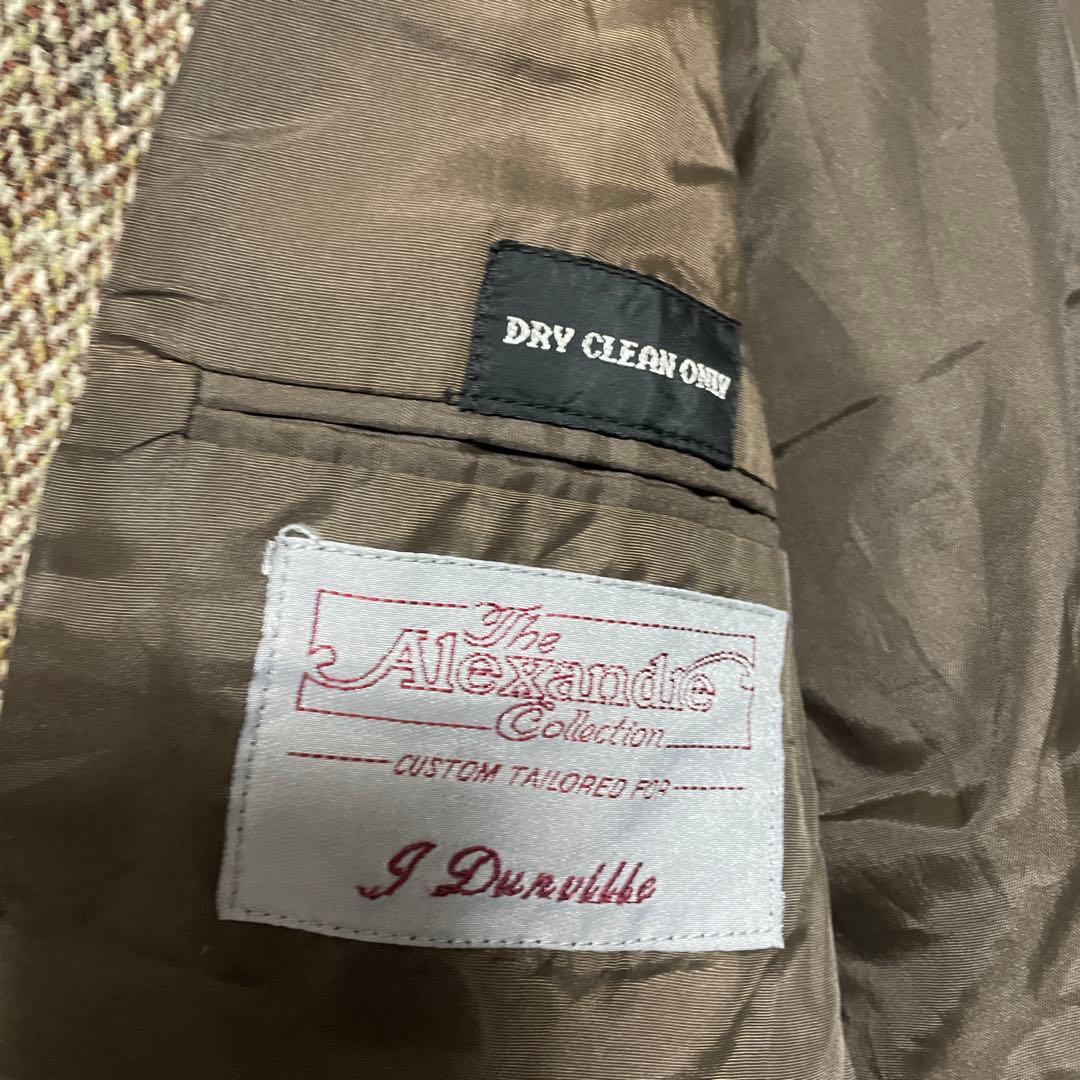 DRY CLEAN ONLY
The
Alexandre
Collection
CUSTOM TAILORED FOR
J Dunville